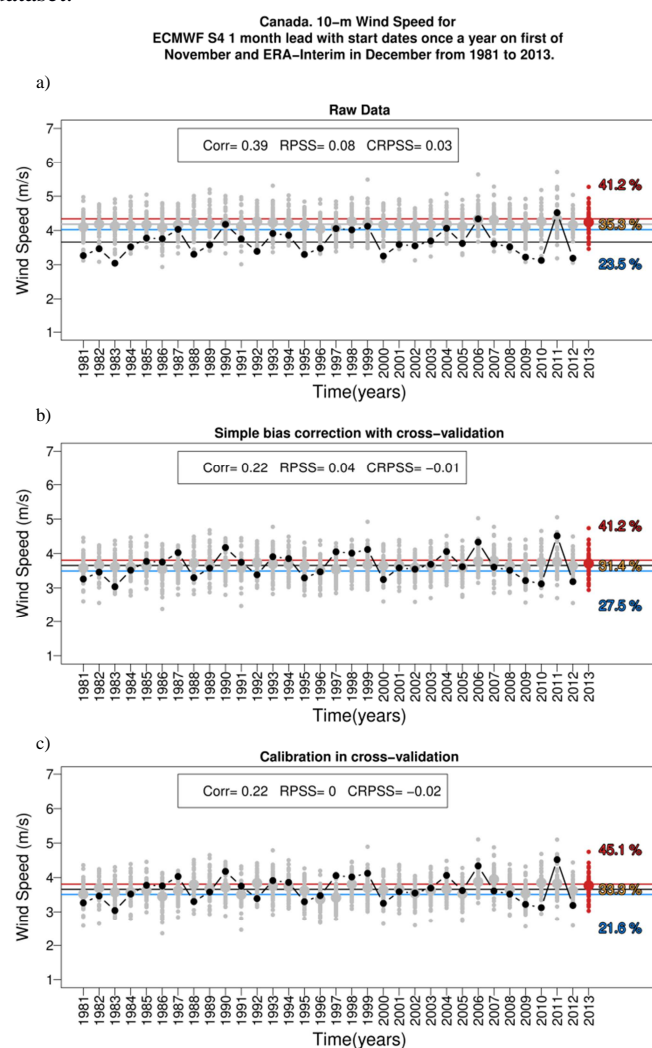 Canada. 10−m Wind Speed for
ECMWF S4 1 month lead with start dates once a year on first of
November and ERA−Interim in December from 1981 to 2013.
a)
Raw Data
Corr= 0.39 RPSS= 0.08 CRPSS= 0.03
Wind Speed (m/s)
7
6
5
4
3
2
1
41.2 %
35.3 %
23.5 %
1981 1982 1983 1984 1985 1986 1987 1988 1989 1990 1991 1992 1993 1994 1995 1996 1997 1998 1999 2000 2001 2002 2003 2004 2005 2006 2007 2008 2009 2010 2011 2012 2013
Time(years)
b)
Simple bias correction with cross−validation
Corr= 0.22 RPSS= 0.04 CRPSS= −0.01
Wind Speed (m/s)
7
6
5
4
3
2
1
41.2 %
31.4 %
27.5 %
1981 1982 1983 1984 1985 1986 1987 1988 1989 1990 1991 1992 1993 1994 1995 1996 1997 1998 1999 2000 2001 2002 2003 2004 2005 2006 2007 2008 2009 2010 2011 2012 2013
Time(years)
c)
Calibration in cross−validation
Corr= 0.22 RPSS= 0 CRPSS= −0.02
Wind Speed (m/s)
7
6
5
4
3
2
1
45.1 %
21.6 %
1981 1982 1983 1984 1985 1986 1987 1988 1989 1990 1991 1992 1993 1994 1995 1996 1997 1998 1999 2000 2001 2002 2003 2004 2005 2006 2007 2008 2009 2010 2011 2012 2013
Time(years)